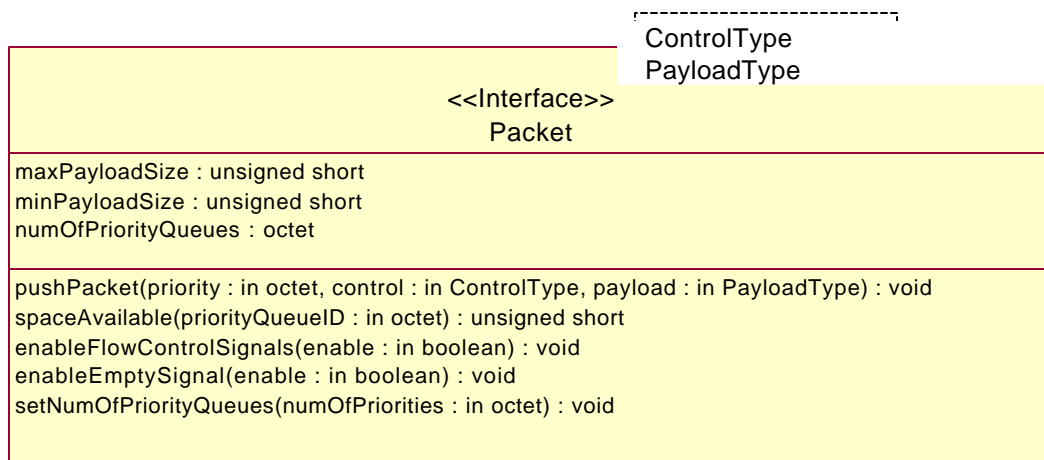 ControlType
PayloadType
<<Interface>>
Packet
maxPayloadSize : unsigned short
minPayloadSize : unsigned short
numOfPriorityQueues : octet
pushPacket(priority : in octet, control : in ControlType, payload : in PayloadType) : void
spaceAvailable(priorityQueueID : in octet) : unsigned short
enableFlowControlSignals(enable : in boolean) : void
enableEmptySignal(enable : in boolean) : void
setNumOfPriorityQueues(numOfPriorities : in octet) : void